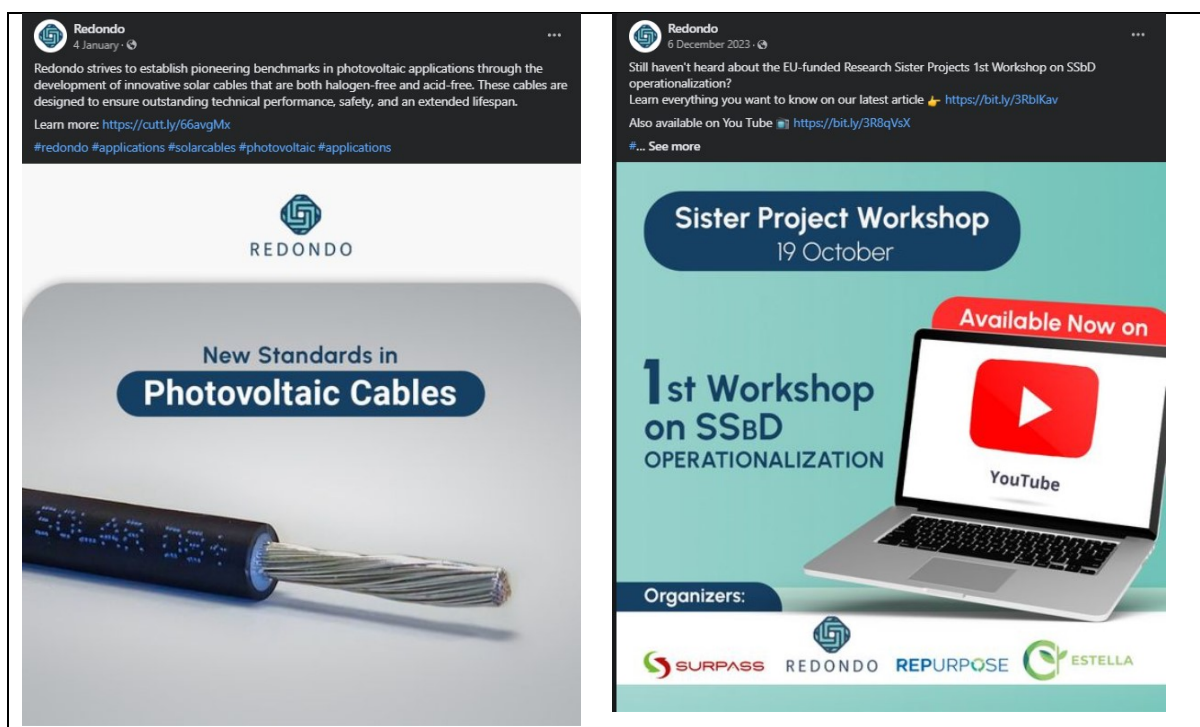 Redondo
4 January ·
Redondo strives to establish pioneering benchmarks in photovoltaic applications through the
development of innovative solar cables that are both halogen-free and acid-free. These cables are
designed to ensure outstanding technical performance, safety, and an extended lifespan.
Learn more: https://cutt.ly/66avgMx
#redondo #applications #solarcables #photovoltaic #applications
REDONDO
New Standards in
Photovoltaic Cables
Redondo
6 December 2023 ·
Still haven't heard about the EU-funded Research Sister Projects 1st Workshop on SSbD
operationalization?
Learn everything you want to know on our latest article 👉 https://bit.ly/3RblKav
Also available on You Tube https://bit.ly/3R8qVsX
#... See more
Sister Project Workshop
19 October
Available Now on
YouTube
1st Workshop
on SSBD
OPERATIONALIZATION
Organizers:
SURPASS
REDONDO
REPURPOSE
ESTELLA